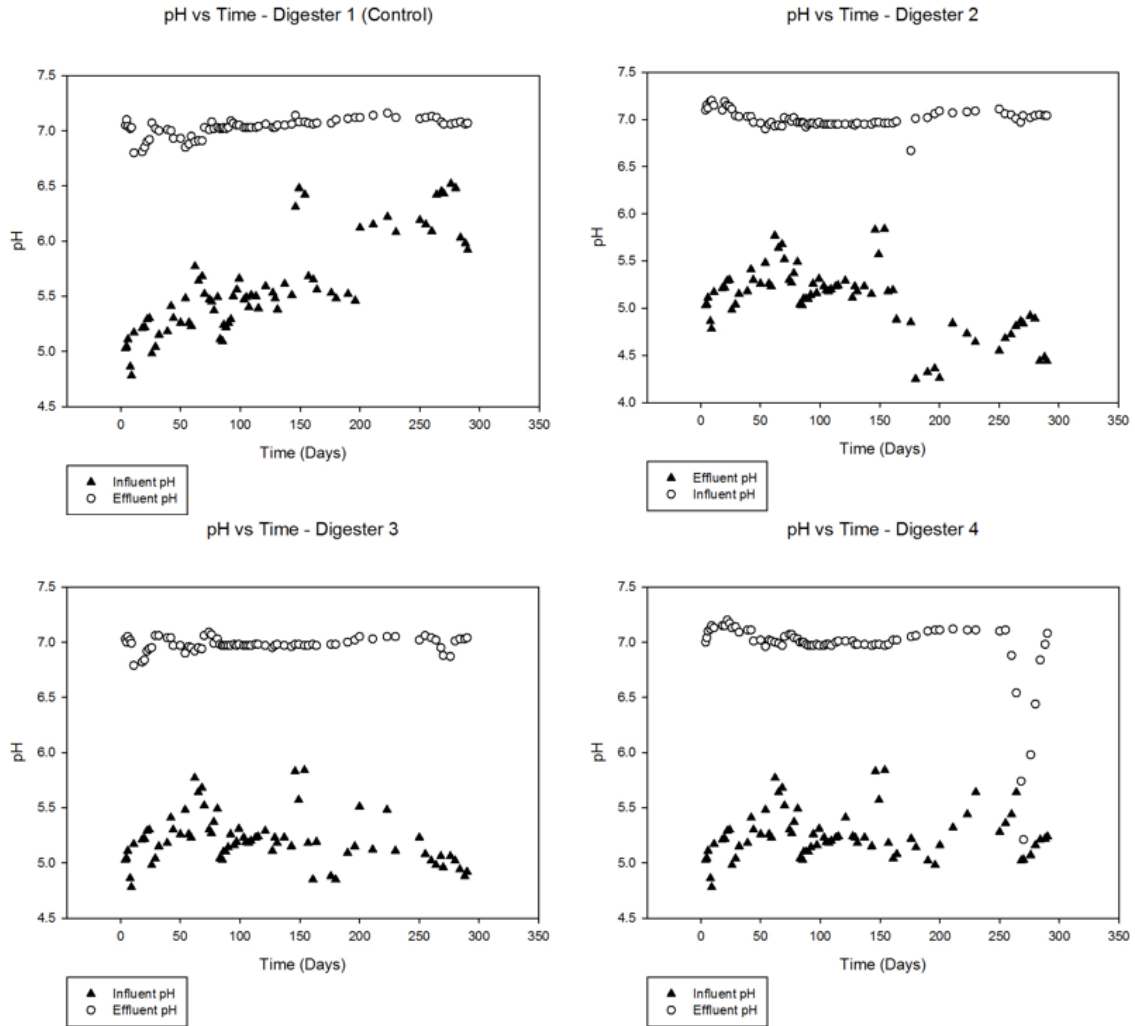 pH vs Time - Digester 1 (Control)
pH
7.5
7.0
6.5
6.0
5.5
5.0
4.5
0 50 100 150 200 250 300 350
Time (Days)
Influent pH
Effluent pH
pH vs Time - Digester 2
pH
7.5
7.0
6.5
6.0
5.5
5.0
4.5
4.0
0 50 100 150 200 250 300 350
Time (Days)
Effluent pH
Influent pH
pH vs Time - Digester 3
pH
7.5
7.0
6.5
6.0
5.5
5.0
4.5
0 50 100 150 200 250 300 350
Time (Days)
Influent pH
Effluent pH
pH vs Time - Digester 4
pH
7.5
7.0
6.5
6.0
5.5
5.0
4.5
0 50 100 150 200 250 300 350
Time (Days)
Influent pH
Effluent pH